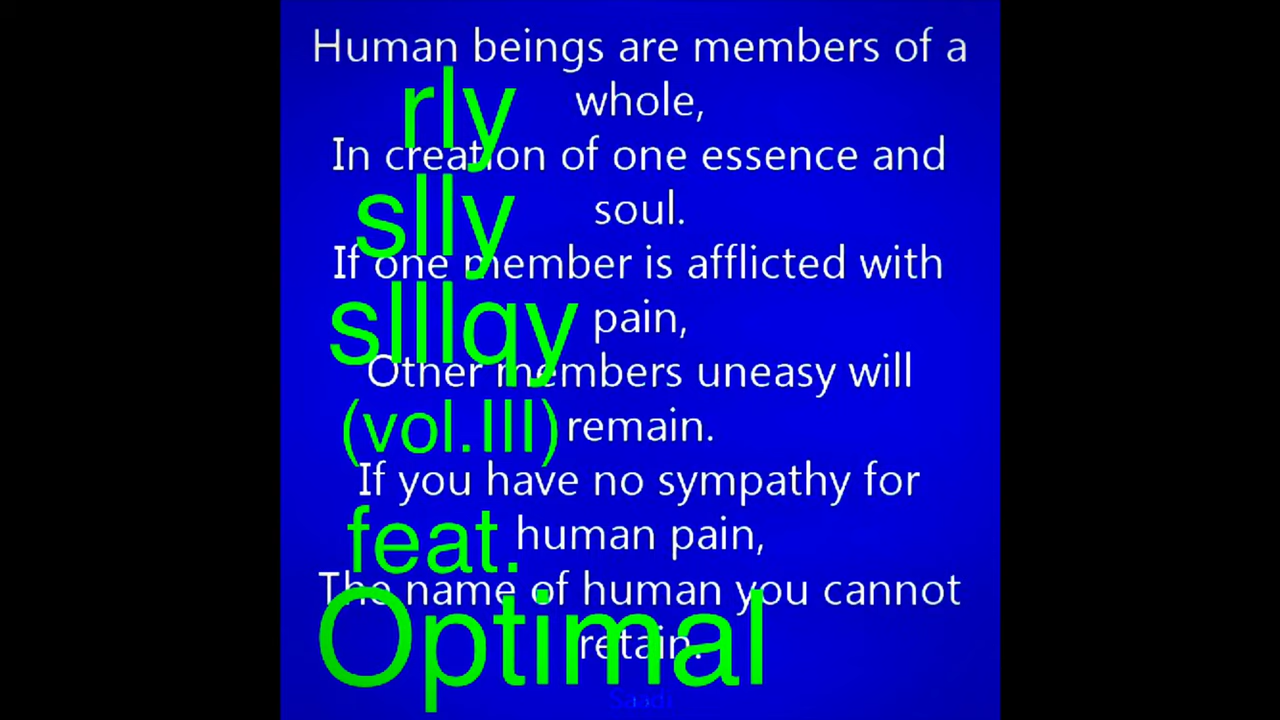 Human beings are members of a
whole,
In creation of one essence and
soul.
If one member is afflicted with
pain,
Other members uneasy will
remain.
If you have no sympathy for
human pain,
The name of human you cannot
retain.
Saadi
rly
slly
slllqy
(vol.III)
feat.
Optimal